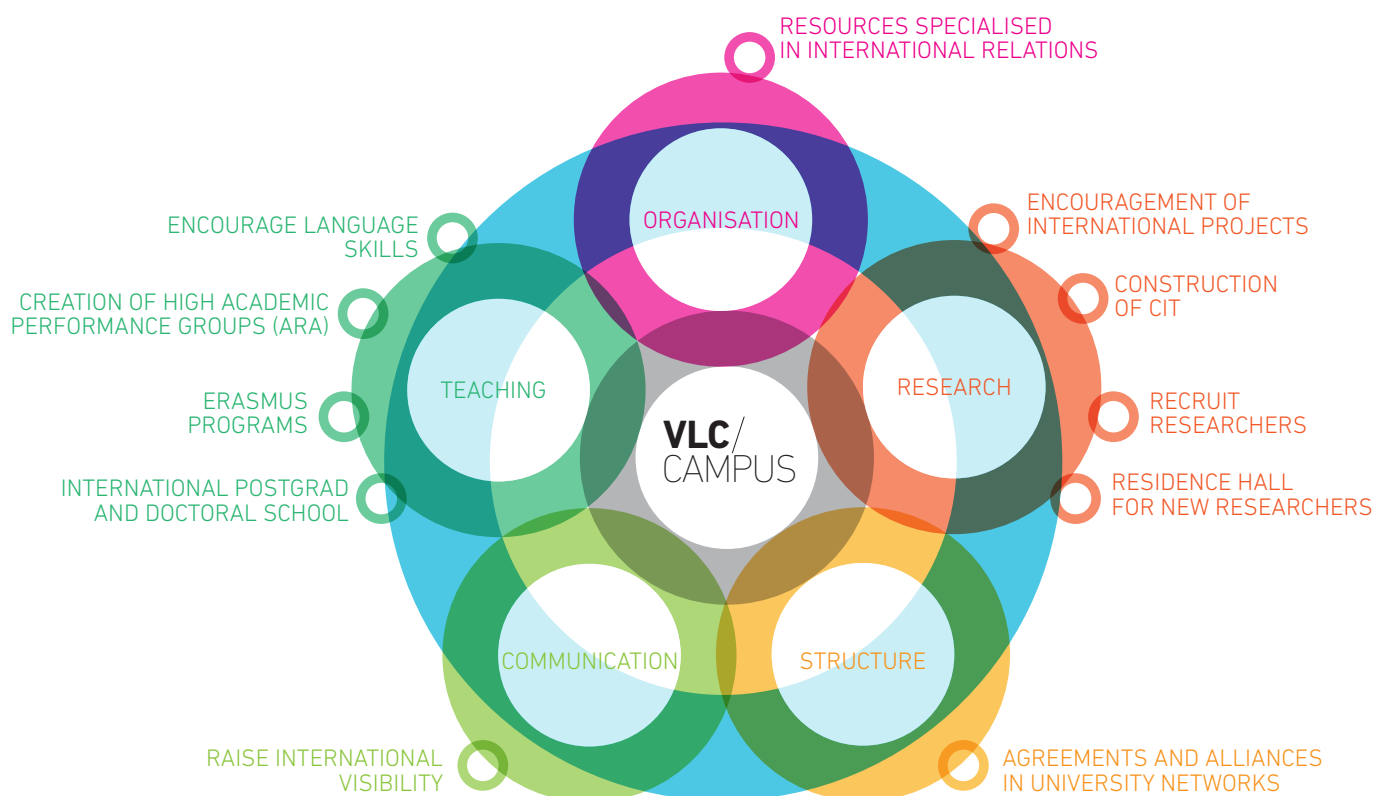 RESOURCES SPECIALISED
IN INTERNATIONAL RELATIONS
ORGANISATION
ENCOURAGE LANGUAGE
SKILLS
CREATION OF HIGH ACADEMIC
PERFORMANCE GROUPS (ARA)
ERASMUS
PROGRAMS
INTERNATIONAL POSTGRAD
AND DOCTORAL SCHOOL
TEACHING
VLC/
CAMPUS
RESEARCH
ENCOURAGEMENT OF
INTERNATIONAL PROJECTS
CONSTRUCTION
OF CIT
RECRUIT
RESEARCHERS
RESIDENCE HALL
FOR NEW RESEARCHERS
COMMUNICATION
STRUCTURE
RAISE INTERNATIONAL
VISIBILITY
AGREEMENTS AND ALLIANCES
IN UNIVERSITY NETWORKS